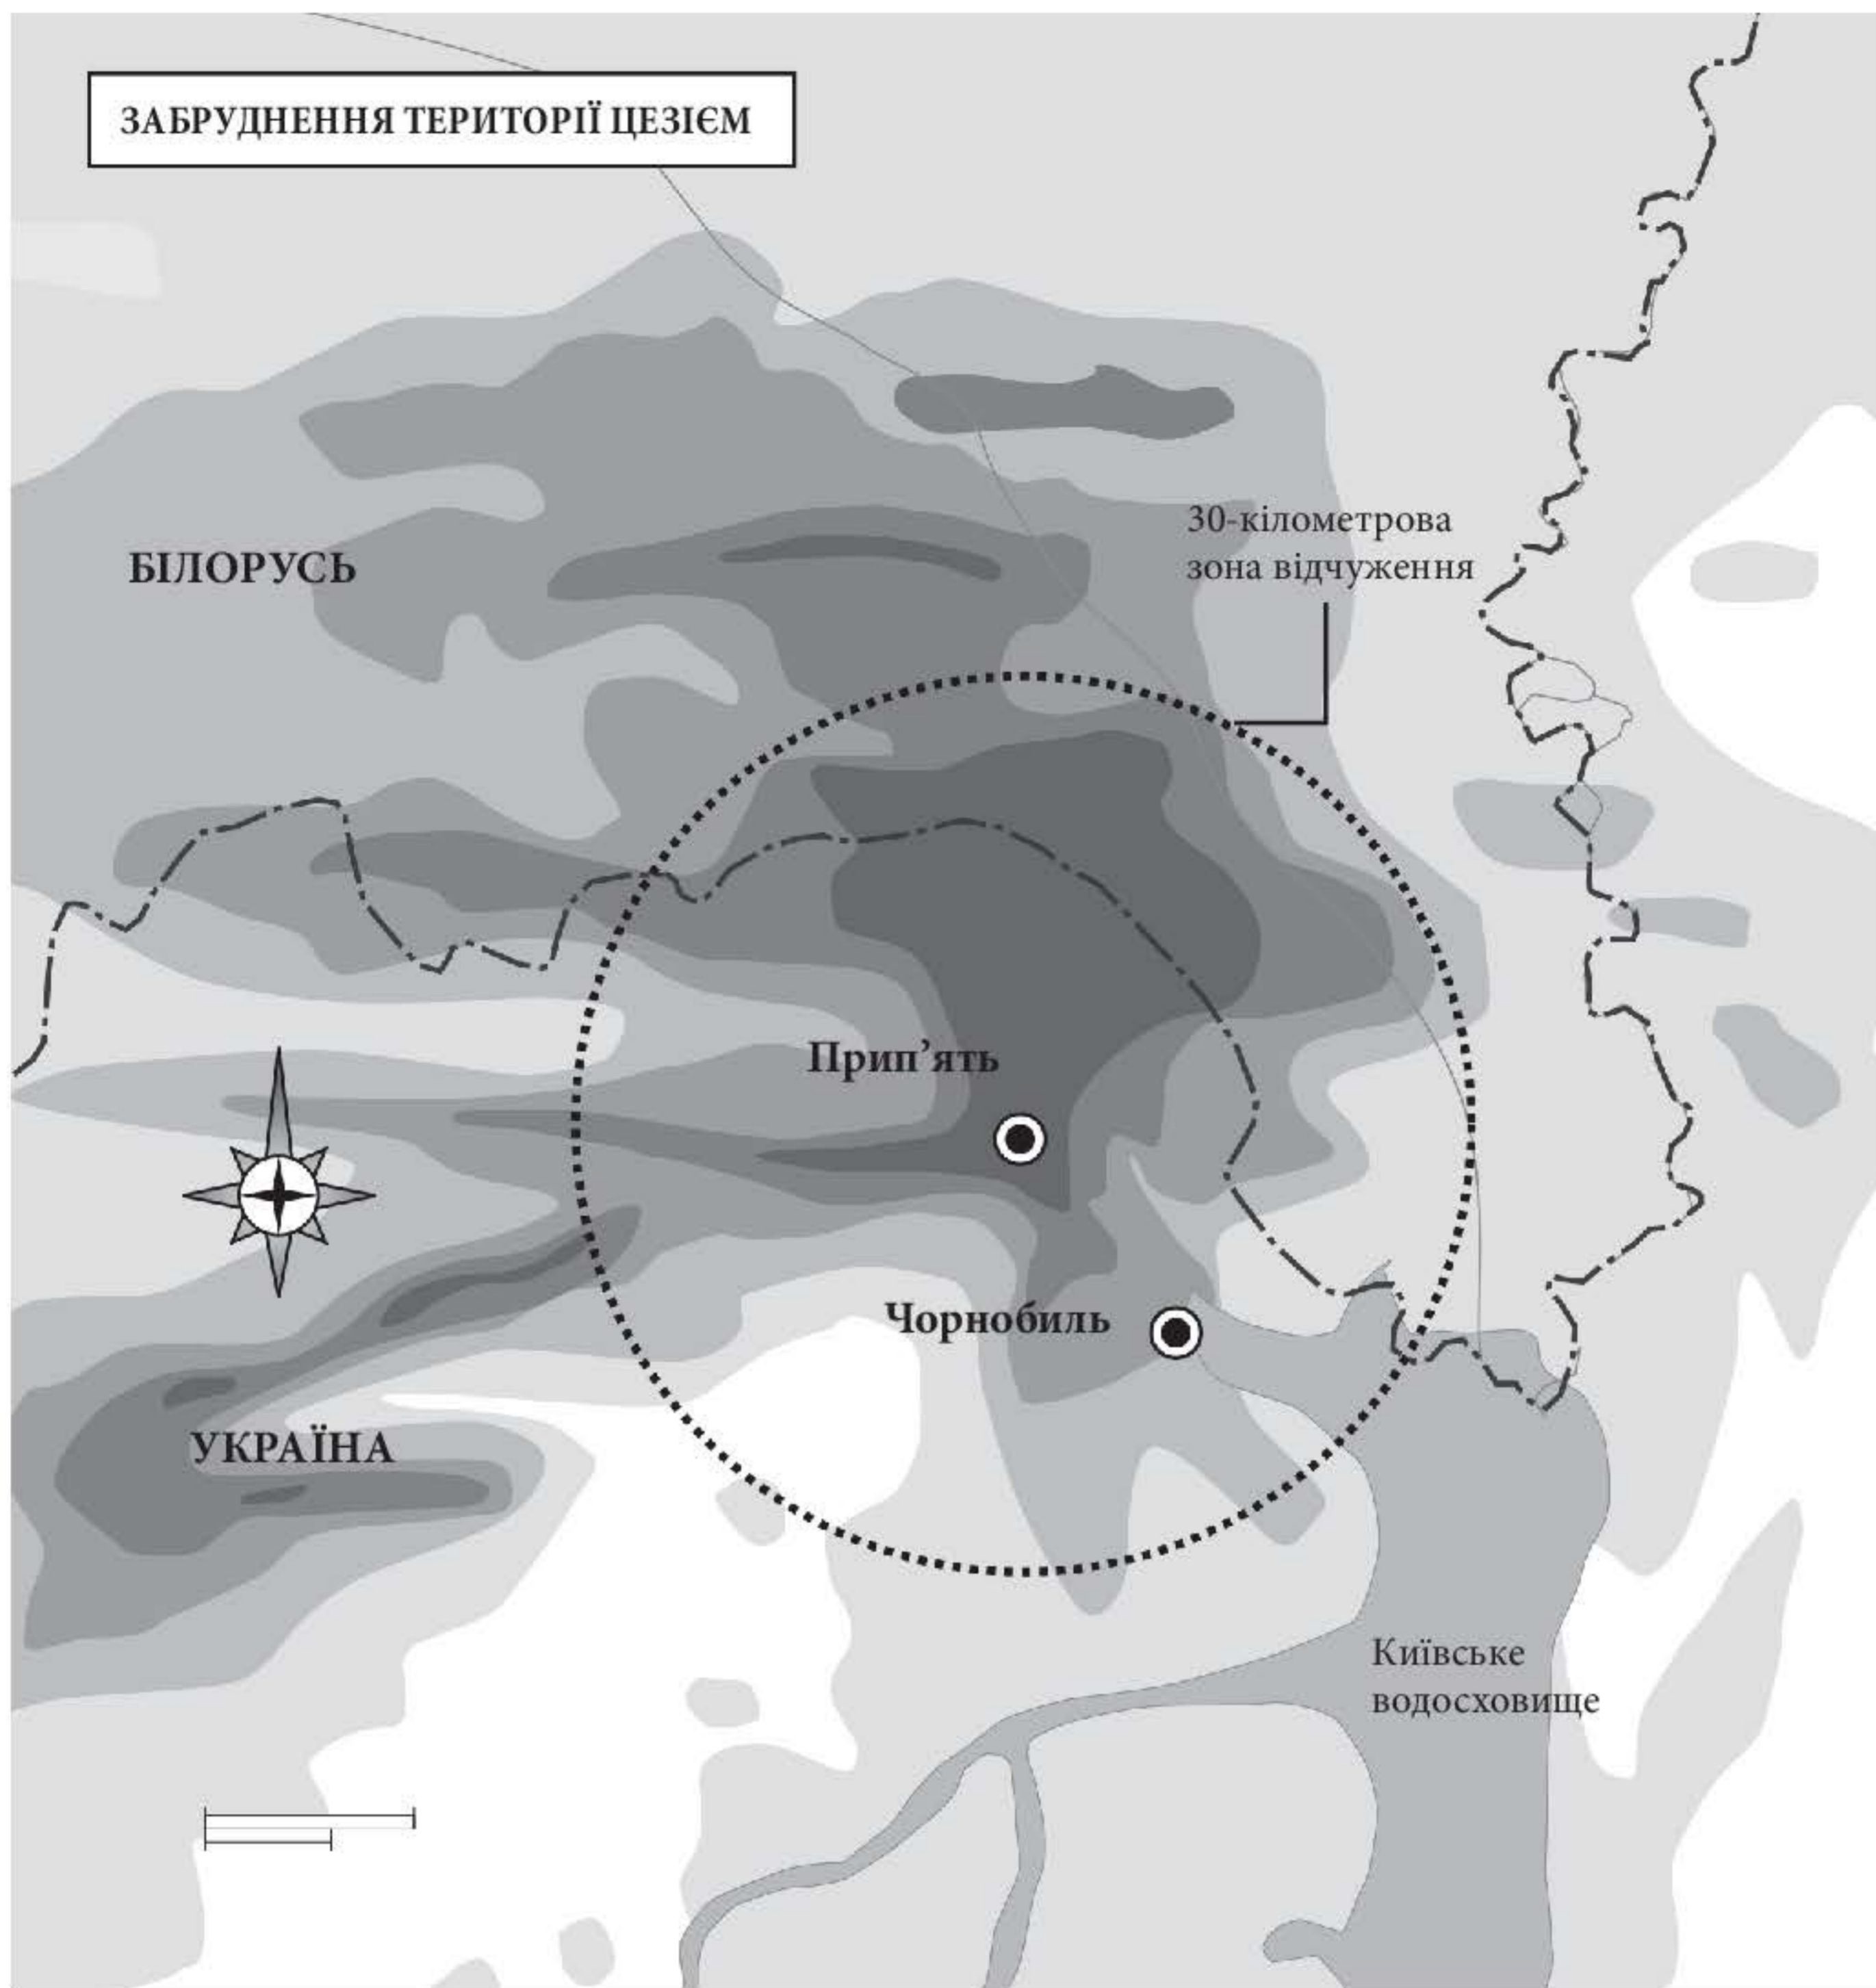 ЗАБРУДНЕННЯ ТЕРИТОРІЇ ЦЕЗІЄМ
30-кілометрова
зона відчуження
БІЛОРУСЬ
Прип’ять
Чорнобиль
УКРАЇНА
Київське
водосховище